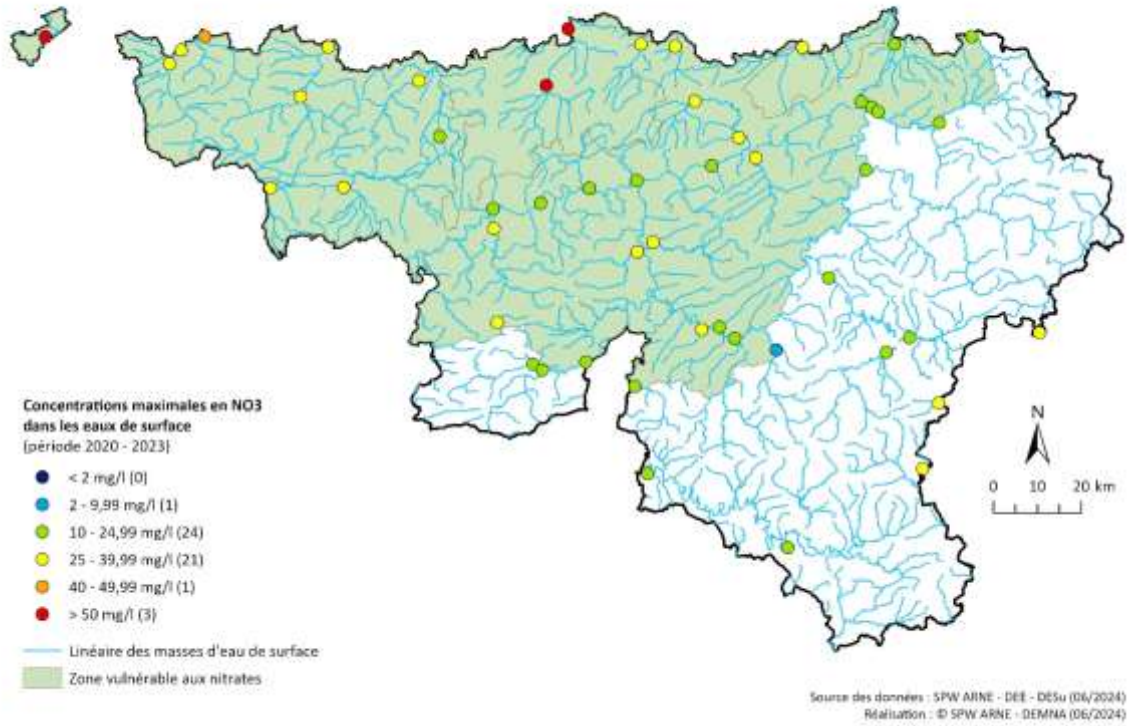 Concentrations maximales en NO3
dans les eaux de surface
(période 2020 - 2023)
< 2 mg/l (0)
2 - 9,99 mg/l (1)
10 - 24,99 mg/l (24)
25 - 39,99 mg/l (21)
40 - 49,99 mg/l (1)
> 50 mg/l (3)
Linéaire des masses d'eau de surface
Zone vulnérable aux nitrates
N
0 10 20 km
Source des données : SPW ARNE - DEE - DESu (06/2024)
Réalisation : © SPW ARNE - DEMNA (06/2024)